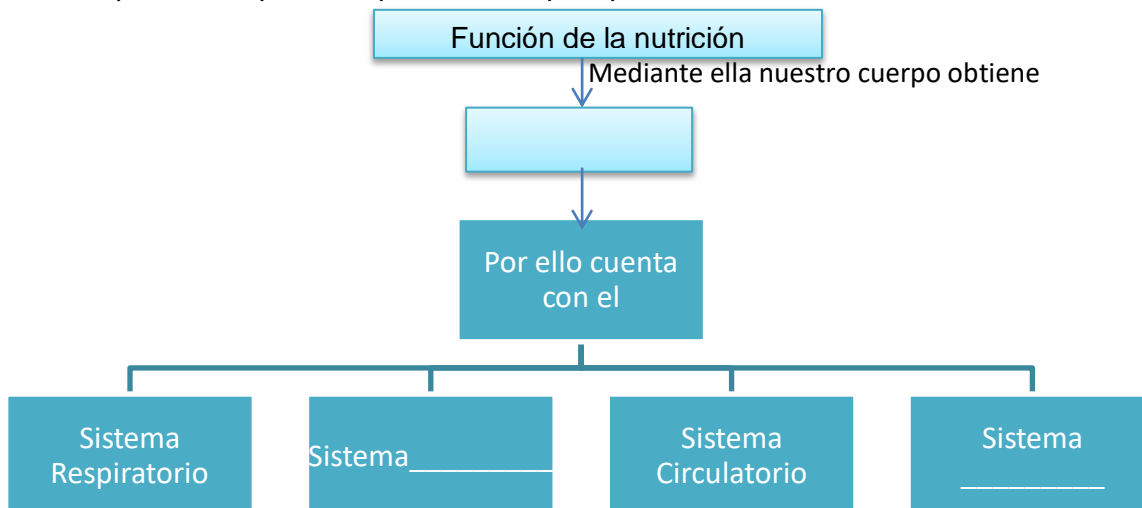 Función de la nutrición
Mediante ella nuestro cuerpo obtiene
Por ello cuenta
con el
Sistema
Respiratorio
Sistema_________
Sistema
Circulatorio
Sistema
_________